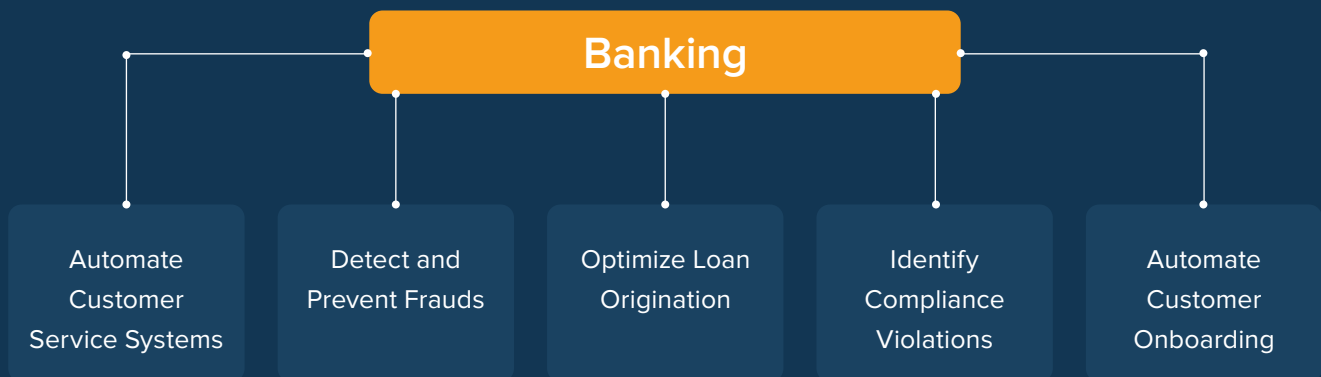 Banking
Automate
Customer
Service Systems
Detect and
Prevent Frauds
Optimize Loan
Origination
Identify
Compliance
Violations
Automate
Customer
Onboarding